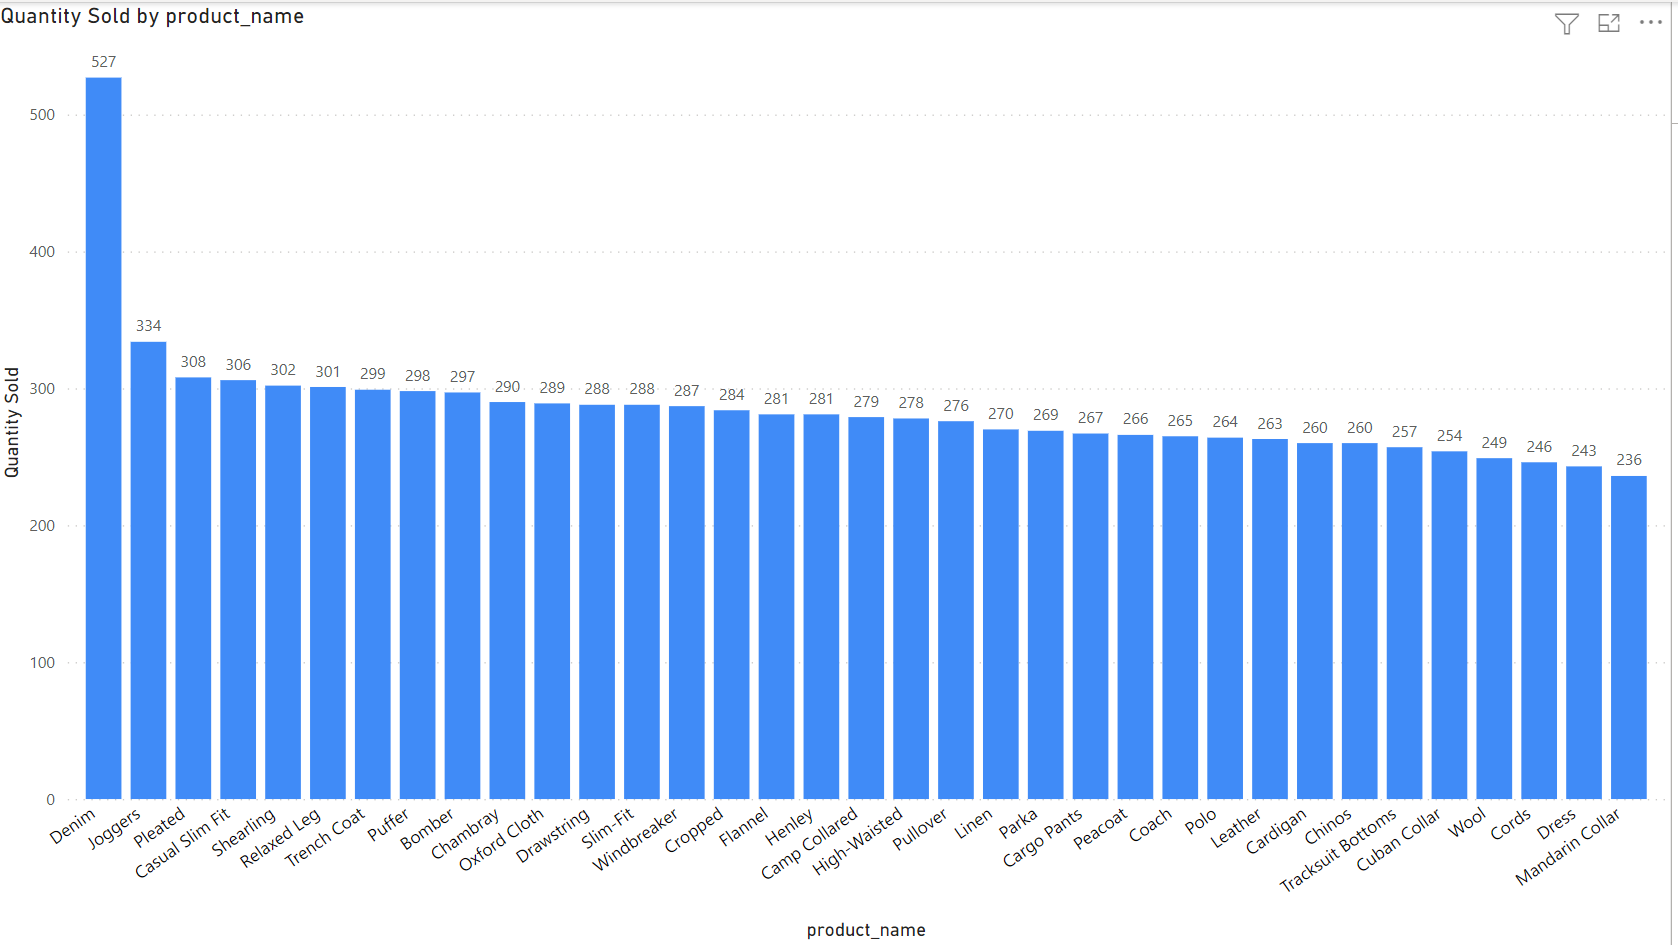 Quantity Sold by product_name
527
334
308
306
302
301
299
298
297
290
289
288
288
287
284
281
281
279
278
276
270
269
267
266
265
264
263
260
260
257
254
249
246
243
236
500
400
300
200
100
0
Quantity Sold
Denim
Joggers
Pleated
Casual Slim Fit
Shearling
Relaxed Leg
Trench Coat
Puffer
Bomber
Chambray
Oxford Cloth
Drawstring
Slim-Fit
Windbreaker
Cropped
Flannel
Henley
Camp Collared
High-Waisted
Pullover
Linen
Parka
Cargo Pants
Peacoat
Coach
Polo
Leather
Cardigan
Chinos
Tracksuit Bottoms
Cuban Collar
Wool
Cords
Dress
Mandarin Collar
product_name